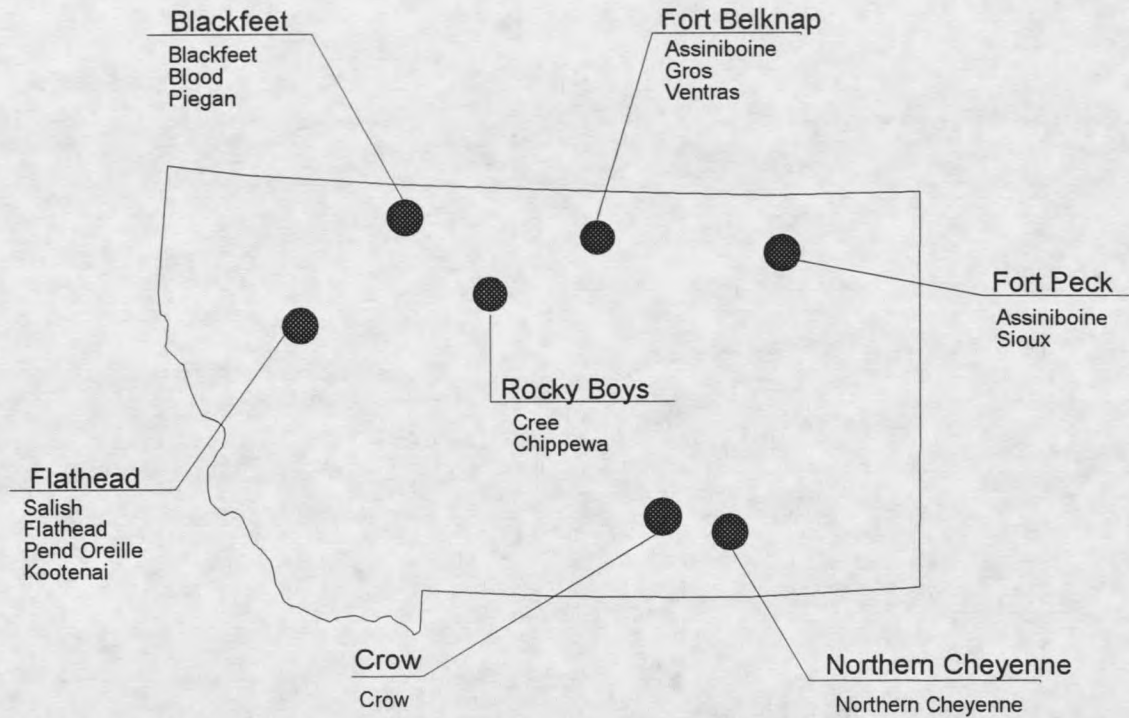 Blackfeet
Blackfeet
Blood
Piegan
Fort Belknap
Assiniboine
Gros
Ventras
Fort Peck
Assiniboine
Sioux
Rocky Boys
Cree
Chippewa
Flathead
Salish
Flathead
Pend Oreille
Kootenai
Crow
Crow
Northern Cheyenne
Northern Cheyenne